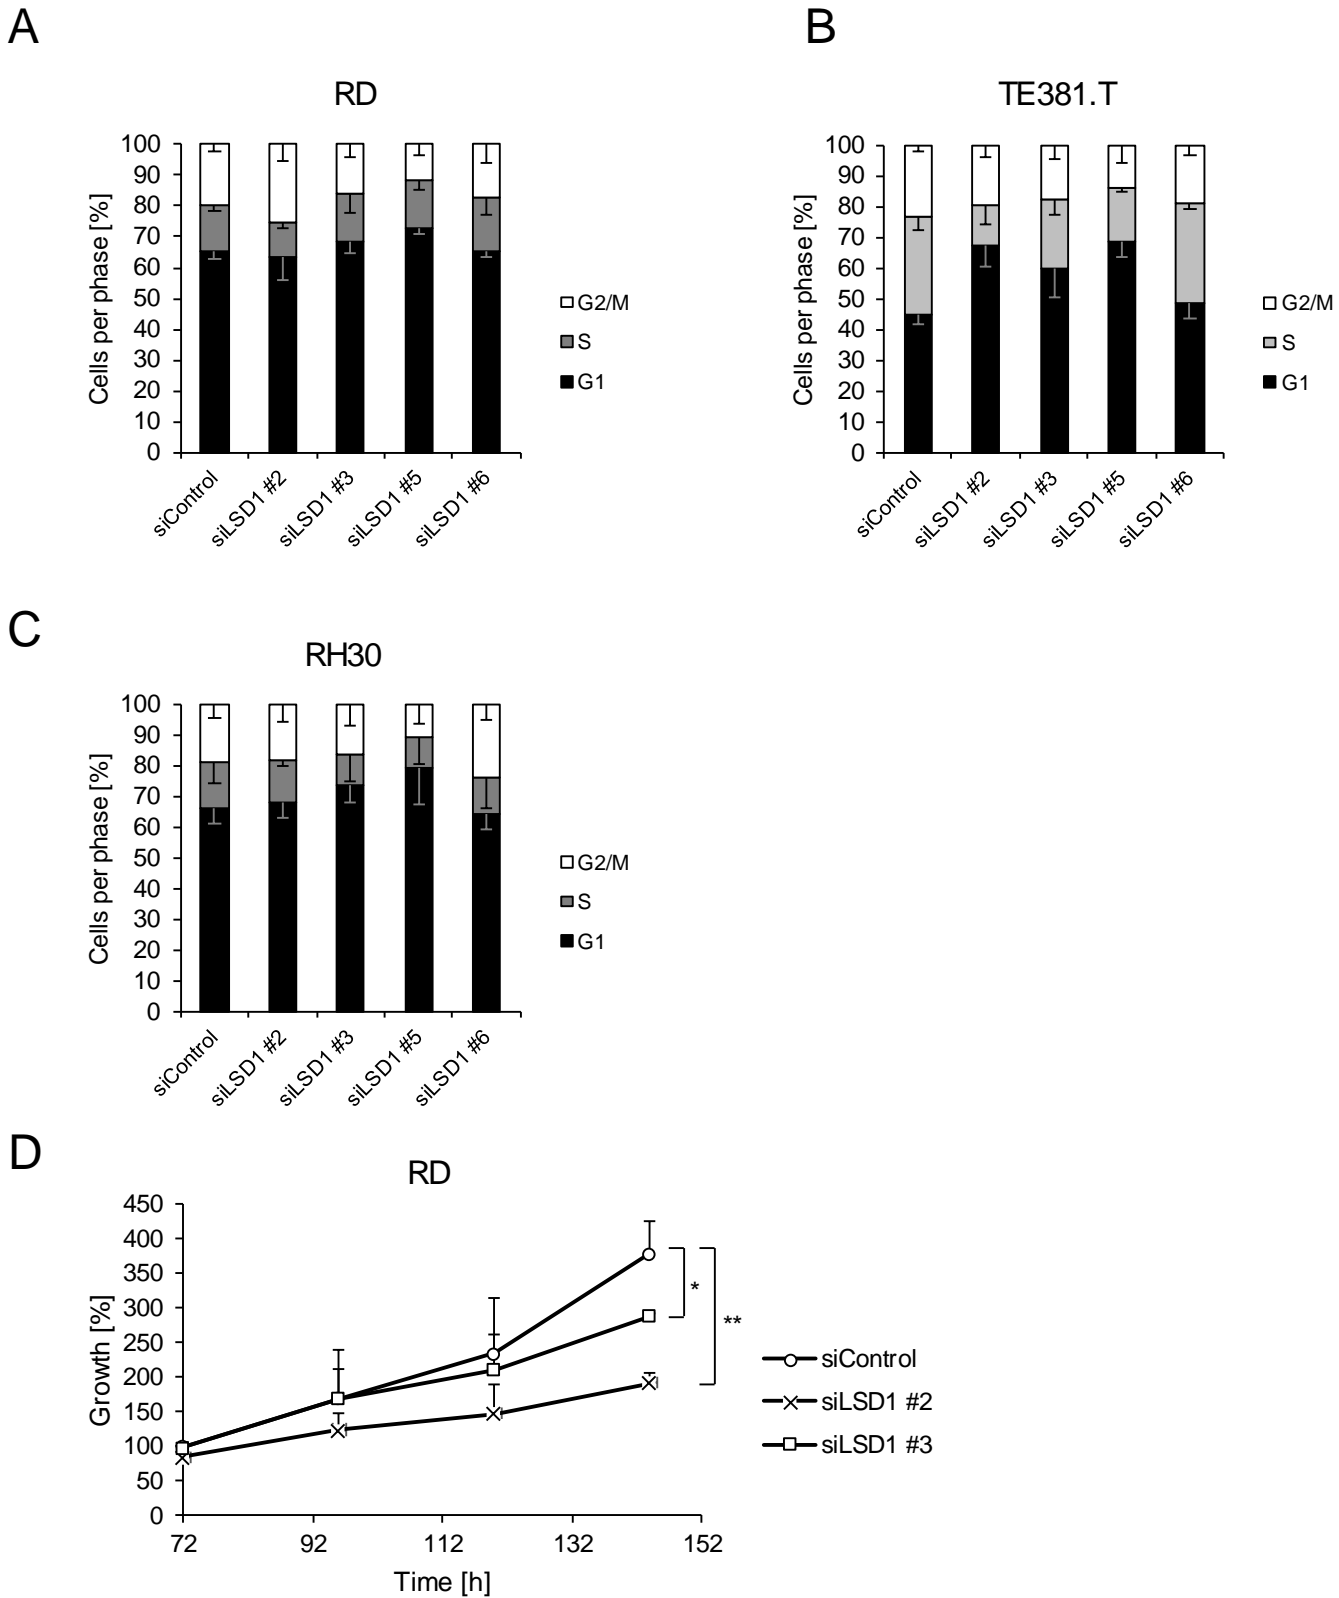 A
RD
Cells per phase [%]
100
90
80
70
60
50
40
30
20
10
0
siControl
siLSD1 #2
siLSD1 #3
siLSD1 #5
siLSD1 #6
G2/M
S
G1
B
TE381.T
Cells per phase [%]
100
90
80
70
60
50
40
30
20
10
0
siControl
siLSD1 #2
siLSD1 #3
siLSD1 #5
siLSD1 #6
G2/M
S
G1
C
RH30
Cells per phase [%]
100
90
80
70
60
50
40
30
20
10
0
siControl
siLSD1 #2
siLSD1 #3
siLSD1 #5
siLSD1 #6
G2/M
S
G1
D
RD
Growth [%]
450
400
350
300
250
200
150
100
50
0
72 92 112 132 152
Time [h]
*
**
siControl
siLSD1 #2
siLSD1 #3